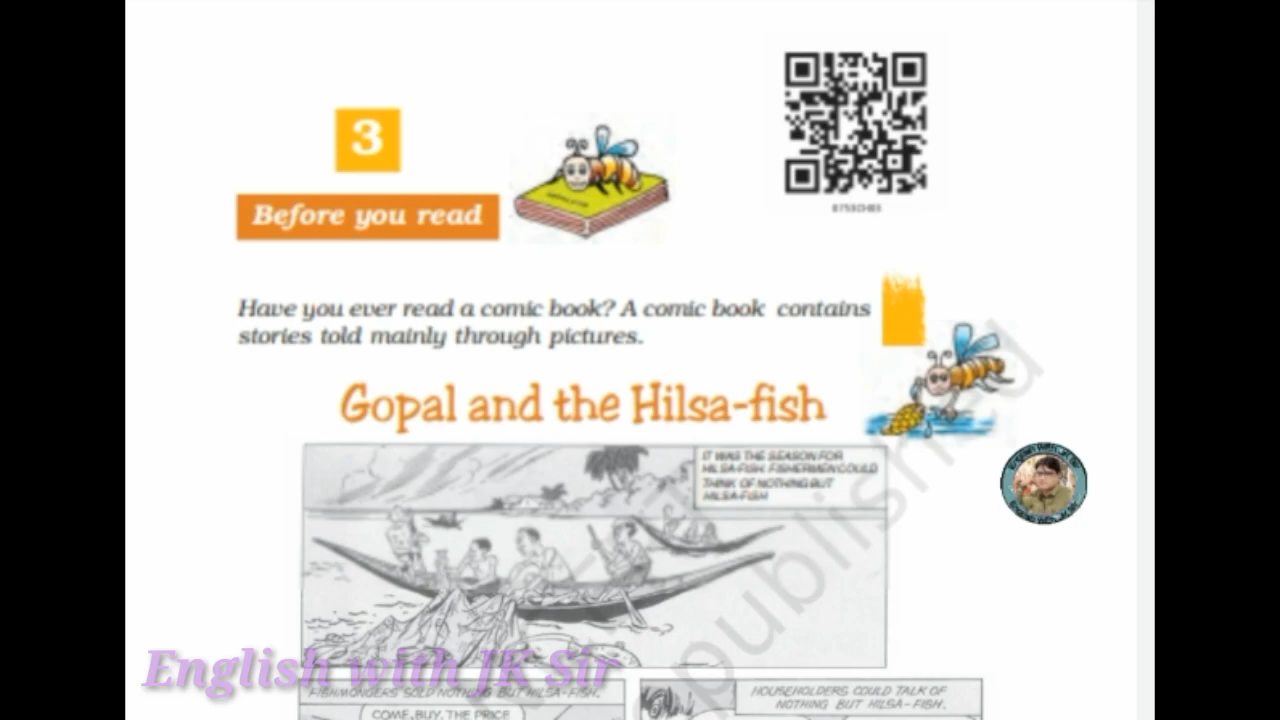 3
Before you read
Have you ever read a comic book? A comic book contains
stories told mainly through pictures.
Gopal and the Hilsa-fish
IT WAS THE SEASON FOR
HILSA-FISH. FISHERMEN COULD
THINK OF NOTHING BUT
HILSA-FISH
published
English with JK Sir
FISHMONGERS SOLD NOTHING BUT HILSA-FISH.
COME, BUY. THE PRICE
HOUSEHOLDERS COULD TALK OF
NOTHING BUT HILSA-FISH.